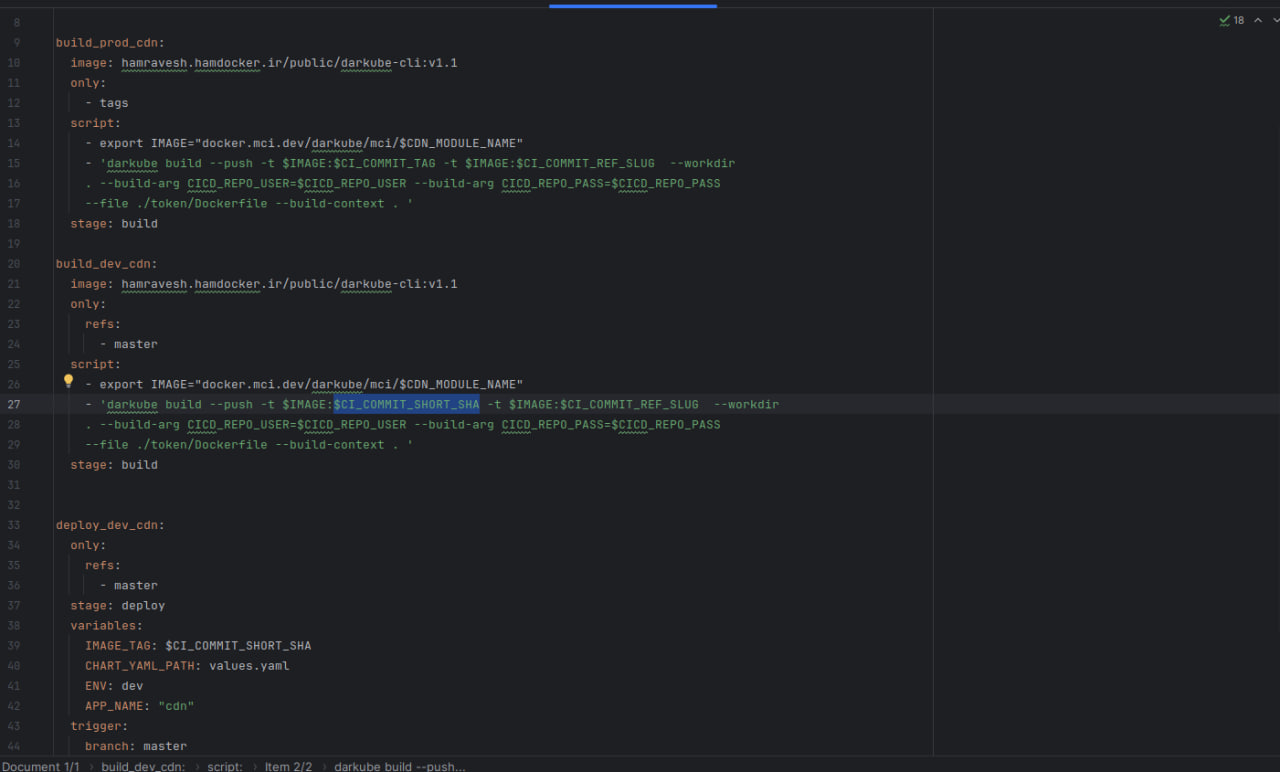 18
8
9 build_prod_cdn:
10 image: hamravesh.hamdocker.ir/public/darkube-cli:v1.1
11 only:
12 - tags
13 script:
14 - export IMAGE="docker.mci.dev/darkube/mci/$CDN_MODULE_NAME"
15 - 'darkube build --push -t $IMAGE:$CI_COMMIT_TAG -t $IMAGE:$CI_COMMIT_REF_SLUG  --workdir
16 . --build-arg CICD_REPO_USER=$CICD_REPO_USER --build-arg CICD_REPO_PASS=$CICD_REPO_PASS
17 --file ./token/Dockerfile --build-context . '
18 stage: build
19
20 build_dev_cdn:
21 image: hamravesh.hamdocker.ir/public/darkube-cli:v1.1
22 only:
23 refs:
24 - master
25 script:
26 - export IMAGE="docker.mci.dev/darkube/mci/$CDN_MODULE_NAME"
27 - 'darkube build --push -t $IMAGE:$CI_COMMIT_SHORT_SHA -t $IMAGE:$CI_COMMIT_REF_SLUG  --workdir
28 . --build-arg CICD_REPO_USER=$CICD_REPO_USER --build-arg CICD_REPO_PASS=$CICD_REPO_PASS
29 --file ./token/Dockerfile --build-context . '
30 stage: build
31
32
33 deploy_dev_cdn:
34 only:
35 refs:
36 - master
37 stage: deploy
38 variables:
39 IMAGE_TAG: $CI_COMMIT_SHORT_SHA
40 CHART_YAML_PATH: values.yaml
41 ENV: dev
42 APP_NAME: "cdn"
43 trigger:
44 branch: master
Document 1/1 › build_dev_cdn: › script: › Item 2/2 › darkube build --push...